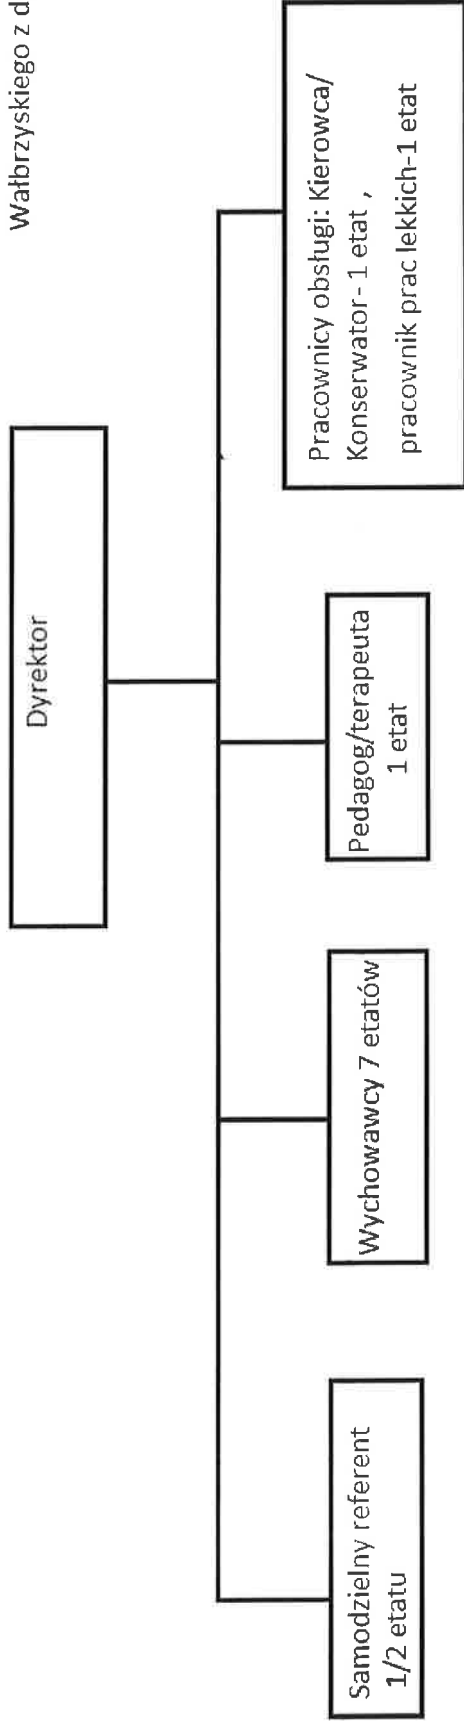 Wałbrzyskiego z d
Dyrektor
Samodzielny referent
1/2 etatu
Wychowawcy 7 etatów
Pedagog/terapeuta
1 etat
Pracownicy obsługi: Kierowca/
Konserwator- 1 etat ,
pracownik prac lekkich-1 etat